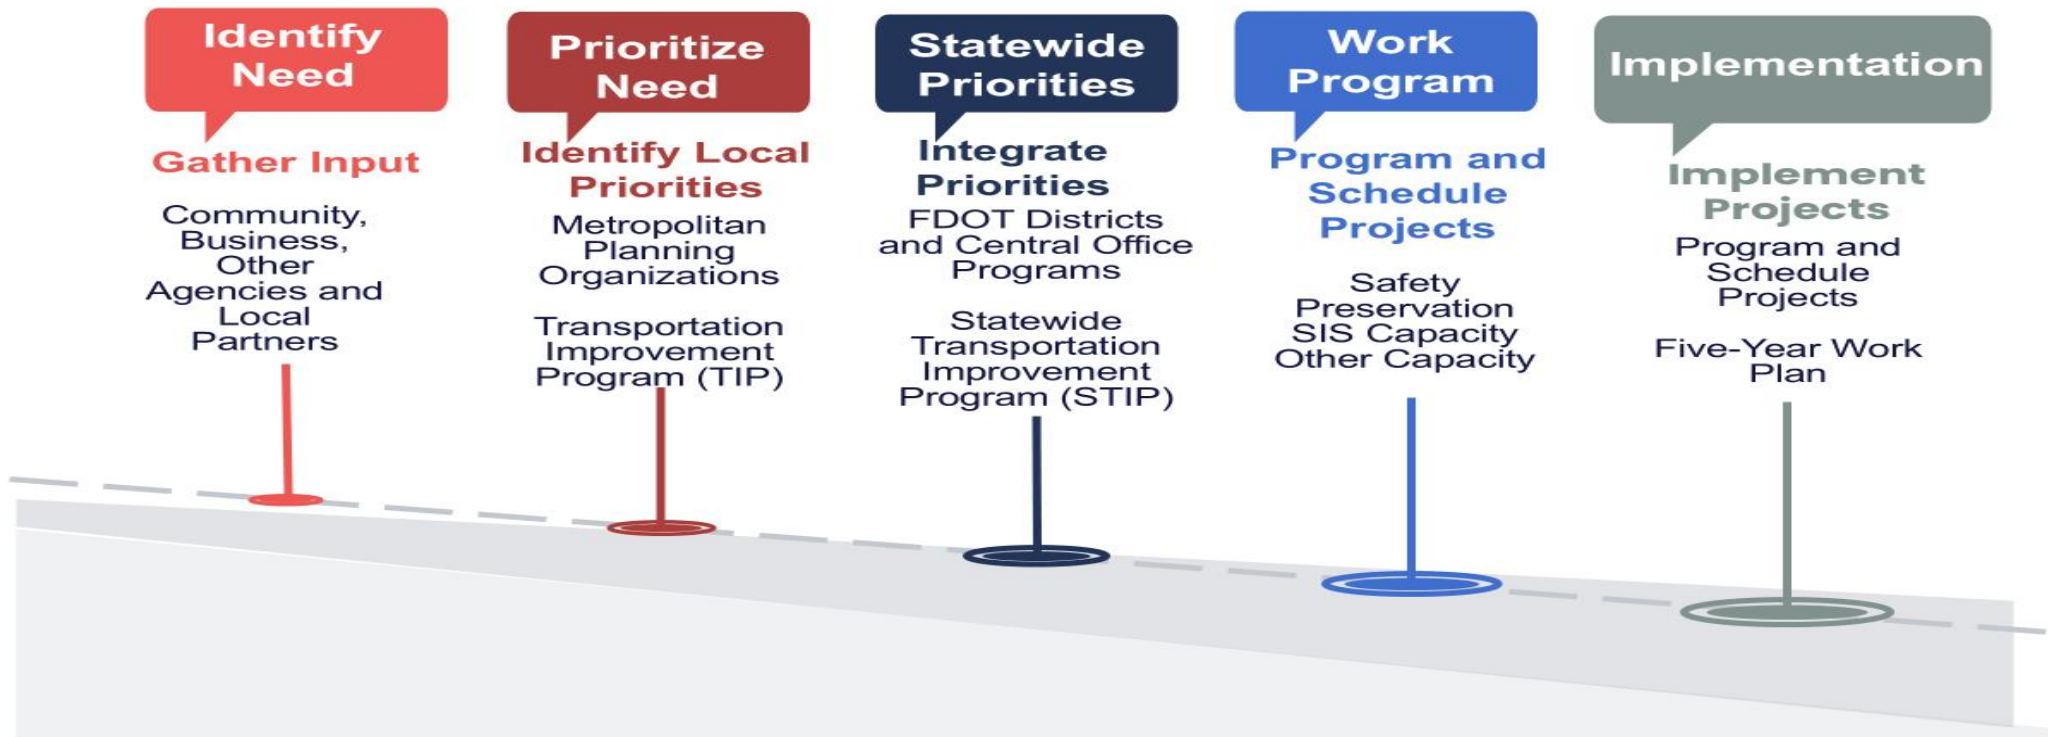 Identify
Need
Gather Input
Community,
Business,
Other
Agencies and
Local
Partners
Prioritize
Need
Identify Local
Priorities
Metropolitan
Planning
Organizations
Transportation
Improvement
Program (TIP)
Statewide
Priorities
Integrate
Priorities
FDOT Districts
and Central Office
Programs
Statewide
Transportation
Improvement
Program (STIP)
Work
Program
Program and
Schedule
Projects
Safety
Preservation
SIS Capacity
Other Capacity
Implementation
Implement
Projects
Program and
Schedule
Projects
Five-Year Work
Plan